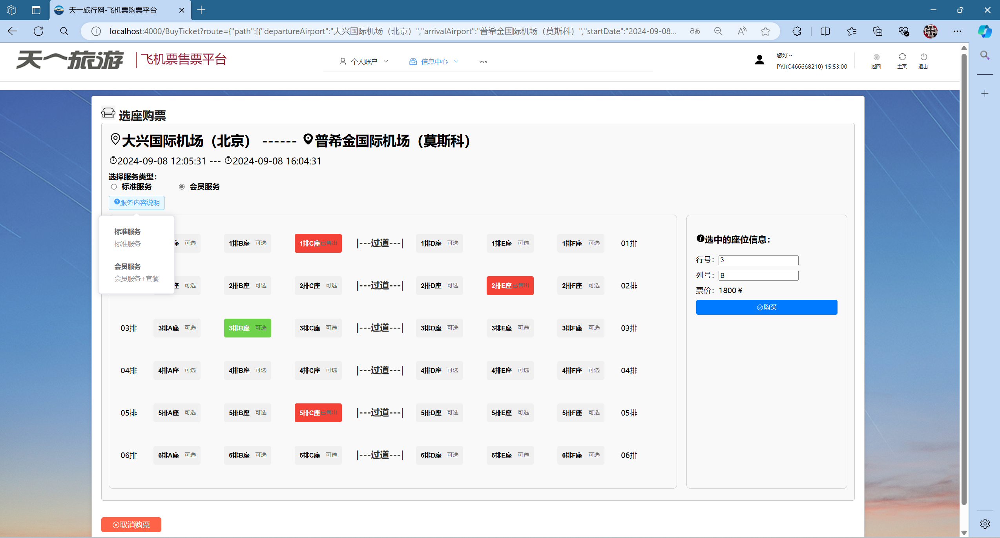 天一旅行网-飞机票购票平台
localhost:4000/BuyTicket?route={"path":[{"departureAirport":"大兴国际机场（北京）","arrivalAirport":"普希金国际机场（莫斯科）","startDate":"2024-09-08...
天一旅游 飞机票售票平台
个人账户
信息中心
您好～
PYJ(C466668210) 15:53:00
返回
主页
退出
选座购票
大兴国际机场（北京） ------ 普希金国际机场（莫斯科）
2024-09-08 12:05:31 --- 2024-09-08 16:04:31
选择服务类型：
标准服务 会员服务
服务内容说明
标准服务
标准服务
会员服务
会员服务+套餐
座 可选 1排B座 可选 1排C座已售出 |---过道---| 1排D座 可选 1排E座 可选 1排F座 可选 01排
座 可选 2排B座 可选 2排C座 可选 |---过道---| 2排D座 可选 2排E座已售出 2排F座 可选 02排
03排 3排A座 可选 3排B座 可选 3排C座 可选 |---过道---| 3排D座 可选 3排E座 可选 3排F座 可选 03排
04排 4排A座 可选 4排B座 可选 4排C座 可选 |---过道---| 4排D座 可选 4排E座 可选 4排F座 可选 04排
05排 5排A座 可选 5排B座 可选 5排C座已售出 |---过道---| 5排D座 可选 5排E座 可选 5排F座 可选 05排
06排 6排A座 可选 6排B座 可选 6排C座 可选 |---过道---| 6排D座 可选 6排E座 可选 6排F座 可选 06排
选中的座位信息：
行号：3
列号：B
票价：1800￥
购买
取消购票